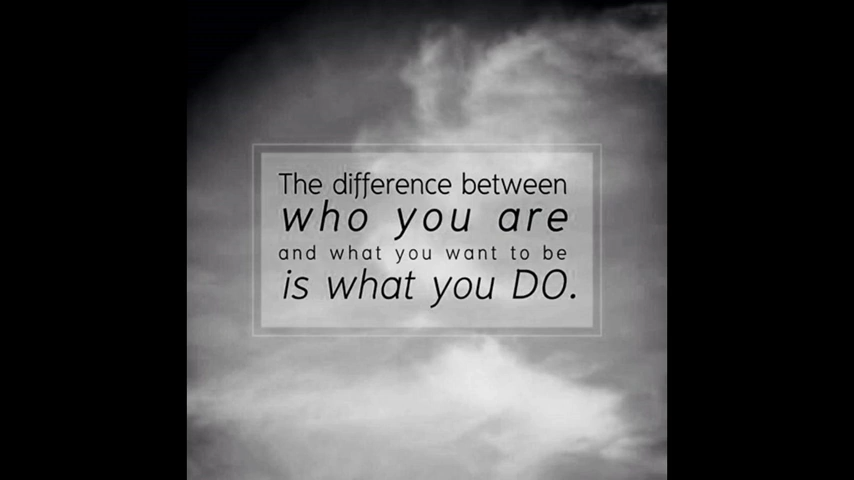 The difference between
who you are
and what you want to be
is what you DO.